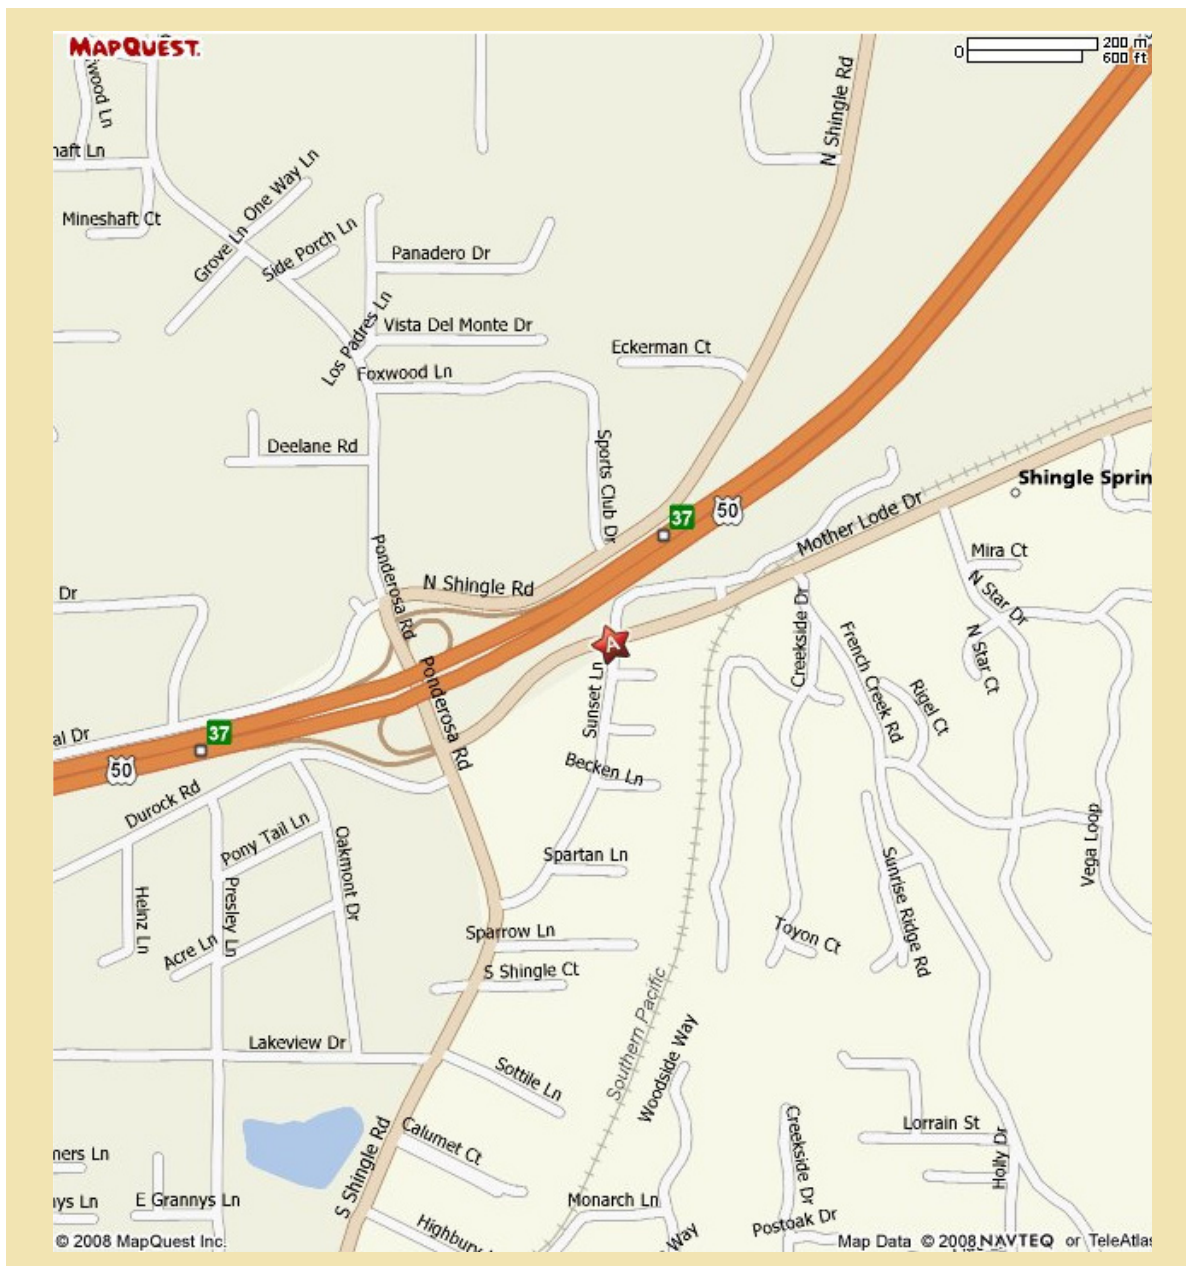 MAPQUEST.
0
200 m
600 ft
wood Ln
N Shingle Rd
haft Ln
One Way Ln
Mineshaft Ct
Grove Ln
Side Porch Ln
Panadero Dr
Los Padres Ln
Vista Del Monte Dr
Eckerman Ct
Foxwood Ln
Deelane Rd
Sports Club Dr
Shingle Sprin
37
50
Mother Lode Dr
Mira Ct
Ponderosa Rd
N Shingle Rd
Dr
N Star Dr
Creekside Dr
French Creek Rd
N Star Ct
A
Ponderosa Rd
Sunset Ln
Rigel Ct
37
al Dr
50
Becken Ln
Durock Rd
Pony Tail Ln
Oakmont Dr
Spartan Ln
Vega Loop
Heinz Ln
Presley Ln
Sunrise Ridge Rd
Acre Ln
Sparrow Ln
Toyon Ct
S Shingle Ct
Southern Pacific
Woodside Way
Lakeview Dr
Sottile Ln
Calumet Ct
Creekside Dr
Lorrain St
Holly Dr
S Shingle Rd
ners Ln
nys Ln
E Grannys Ln
Monarch Ln
Highbury
Way
Postoak Dr
© 2008 MapQuest Inc.
Map Data © 2008 NAVTEQ or TeleAtlas